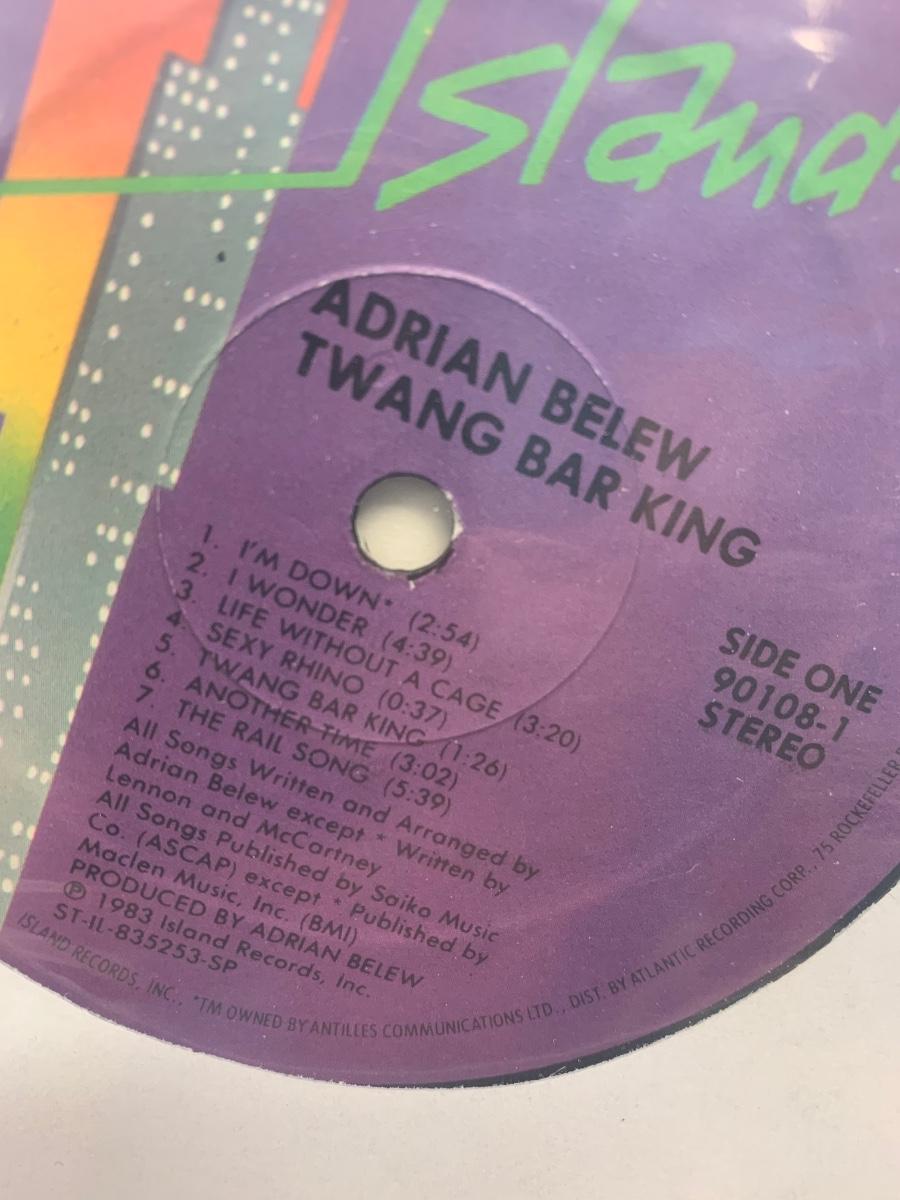 Island
ADRIAN BELEW
TWANG BAR KING
1. I'M DOWN* (2:54)
2. I WONDER (4:39)
3. LIFE WITHOUT A CAGE (3:20)
4. SEXY RHINO (0:37)
5. TWANG BAR KING (1:26)
6. ANOTHER TIME (3:02)
7. THE RAIL SONG (5:39)
All Songs Written and Arranged by
Adrian Belew except * Written by
Lennon and McCartney
All Songs Published by Saiko Music
Co. (ASCAP) except * Published by
Maclen Music, Inc. (BMI)
PRODUCED BY ADRIAN BELEW
℗ 1983 Island Records, Inc.
ST-IL-835253-SP
SIDE ONE
90108-1
STEREO
ISLAND RECORDS, INC., *TM OWNED BY ANTILLES COMMUNICATIONS LTD., DIST. BY ATLANTIC RECORDING CORP., 75 ROCKEFELLER